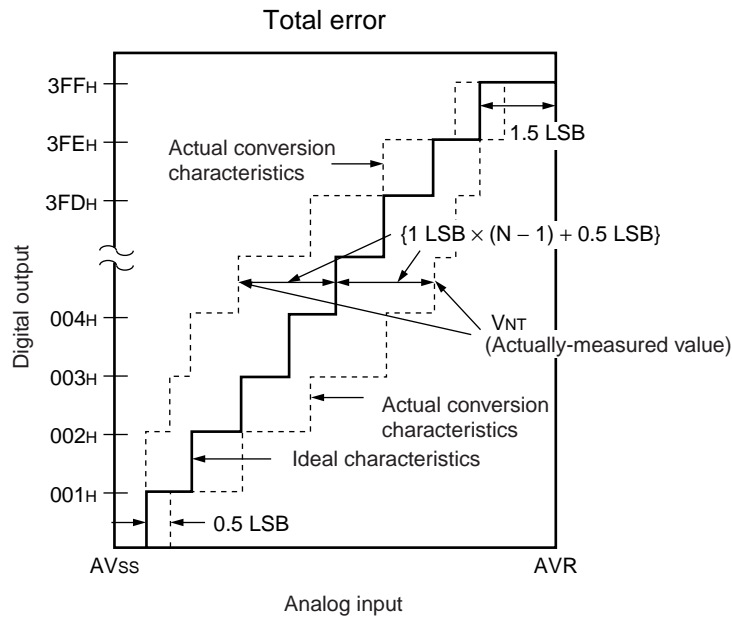 Total error
3FFH
3FEH
3FDH
004H
003H
002H
001H
Digital output
Actual conversion
characteristics
1.5 LSB
{1 LSB × (N − 1) + 0.5 LSB}
VNT
(Actually-measured value)
Actual conversion
characteristics
Ideal characteristics
0.5 LSB
AVSS
AVR
Analog input